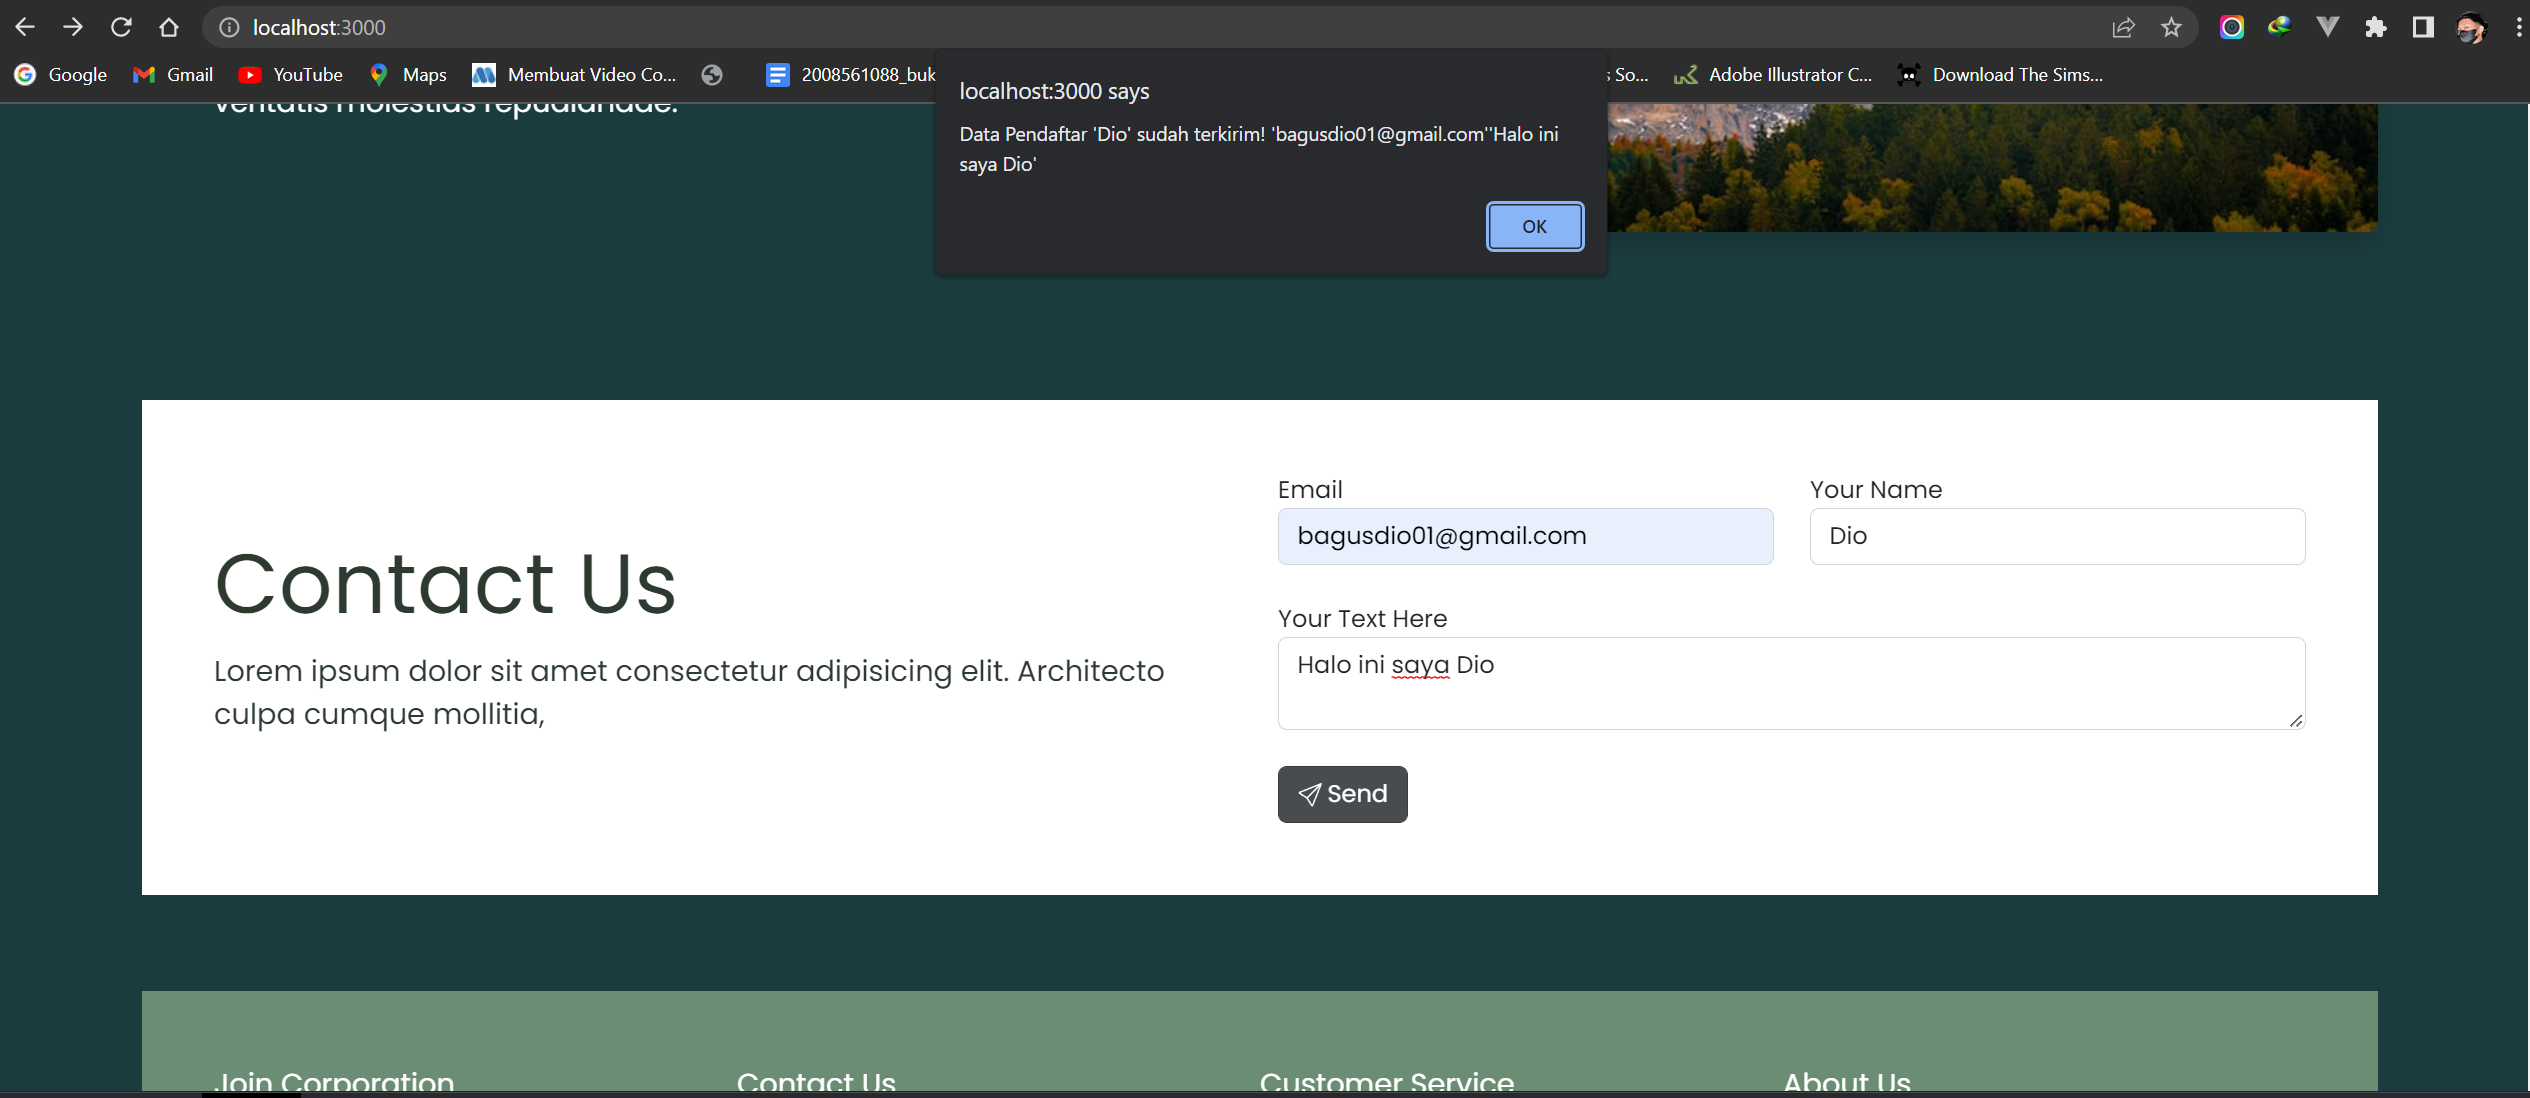 localhost:3000
Google Gmail YouTube Maps Membuat Video Co... 2008561088_buk So... Adobe Illustrator C... Download The Sims...
localhost:3000 says
Data Pendaftar 'Dio' sudah terkirim! 'bagusdio01@gmail.com''Halo ini
saya Dio'
OK
molestias repudiandae.
Contact Us
Lorem ipsum dolor sit amet consectetur adipisicing elit. Architecto
culpa cumque mollitia,
Email
bagusdio01@gmail.com
Your Name
Dio
Your Text Here
Halo ini saya Dio
Send
Join Corporation
Contact Us
Customer Service
About Us